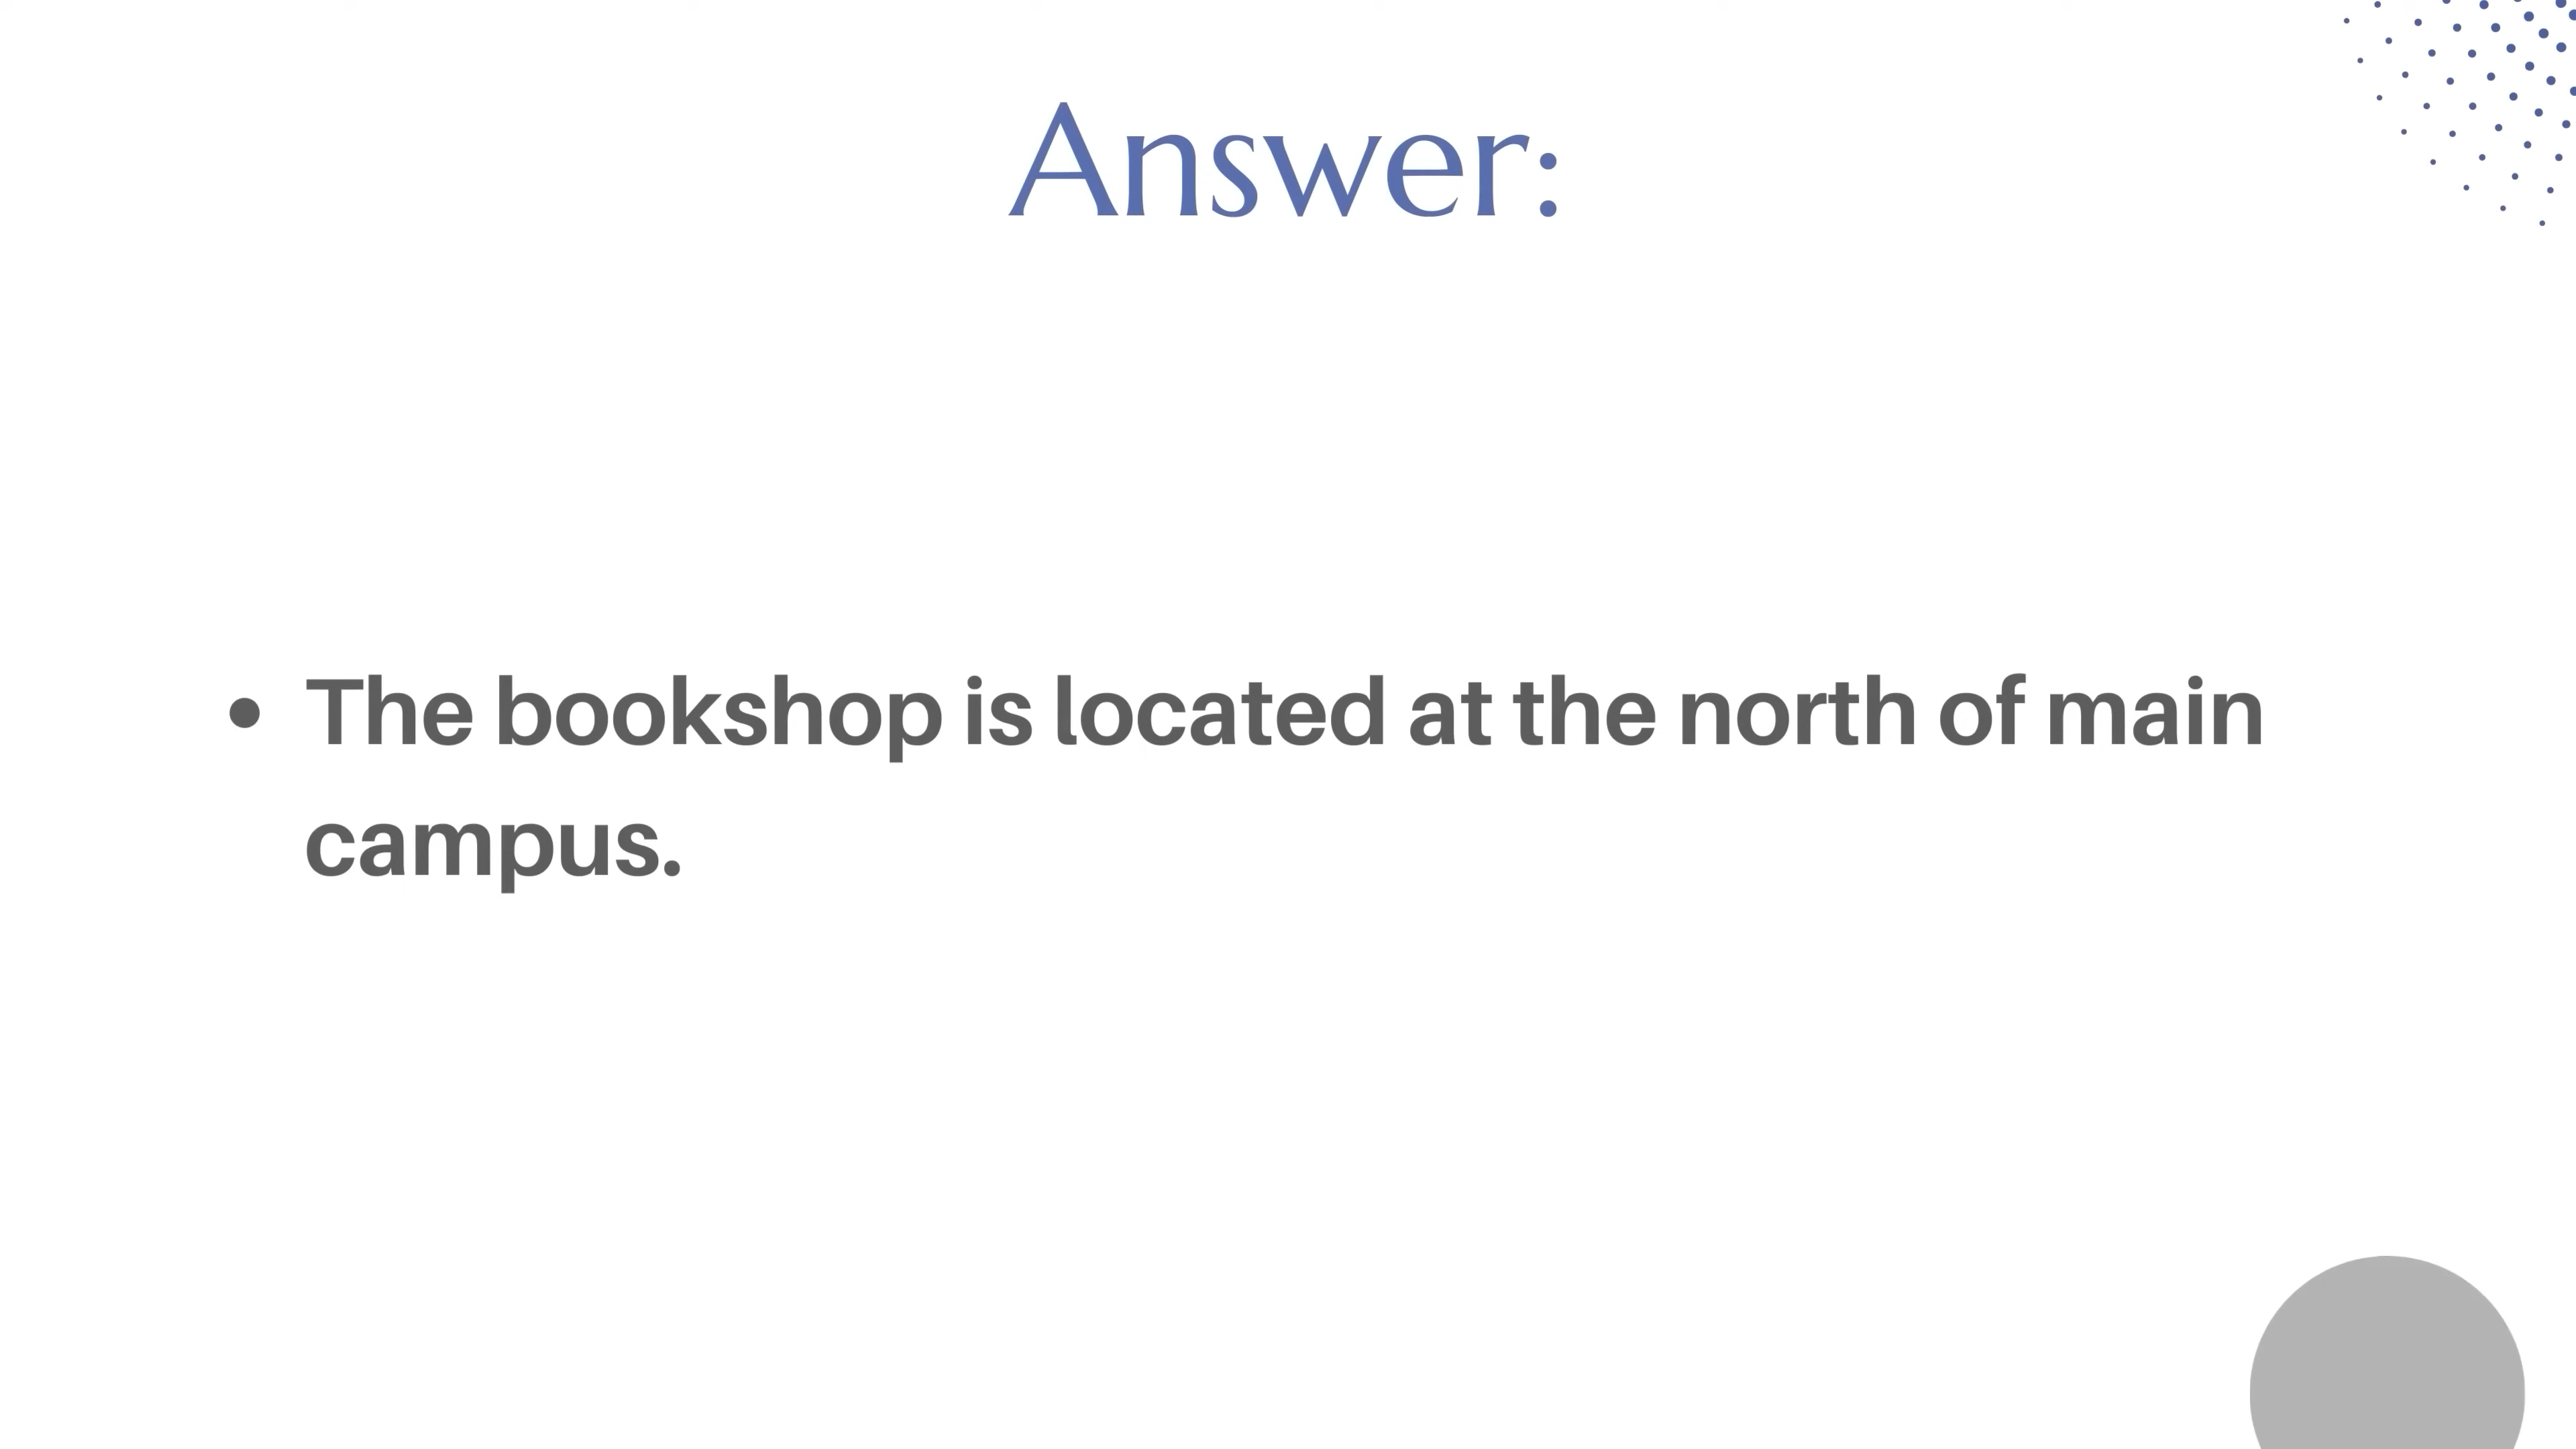 Answer:
• The bookshop is located at the north of main
campus.